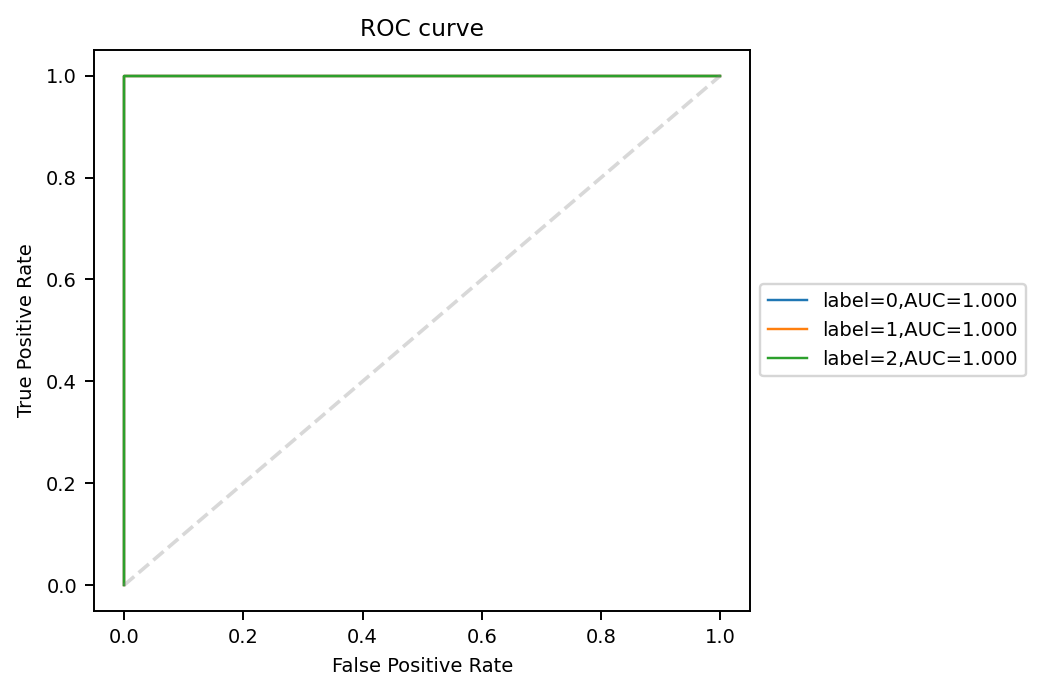 ROC curve
True Positive Rate
1.0
0.8
0.6
0.4
0.2
0.0
0.0 0.2 0.4 0.6 0.8 1.0
False Positive Rate
label=0,AUC=1.000
label=1,AUC=1.000
label=2,AUC=1.000